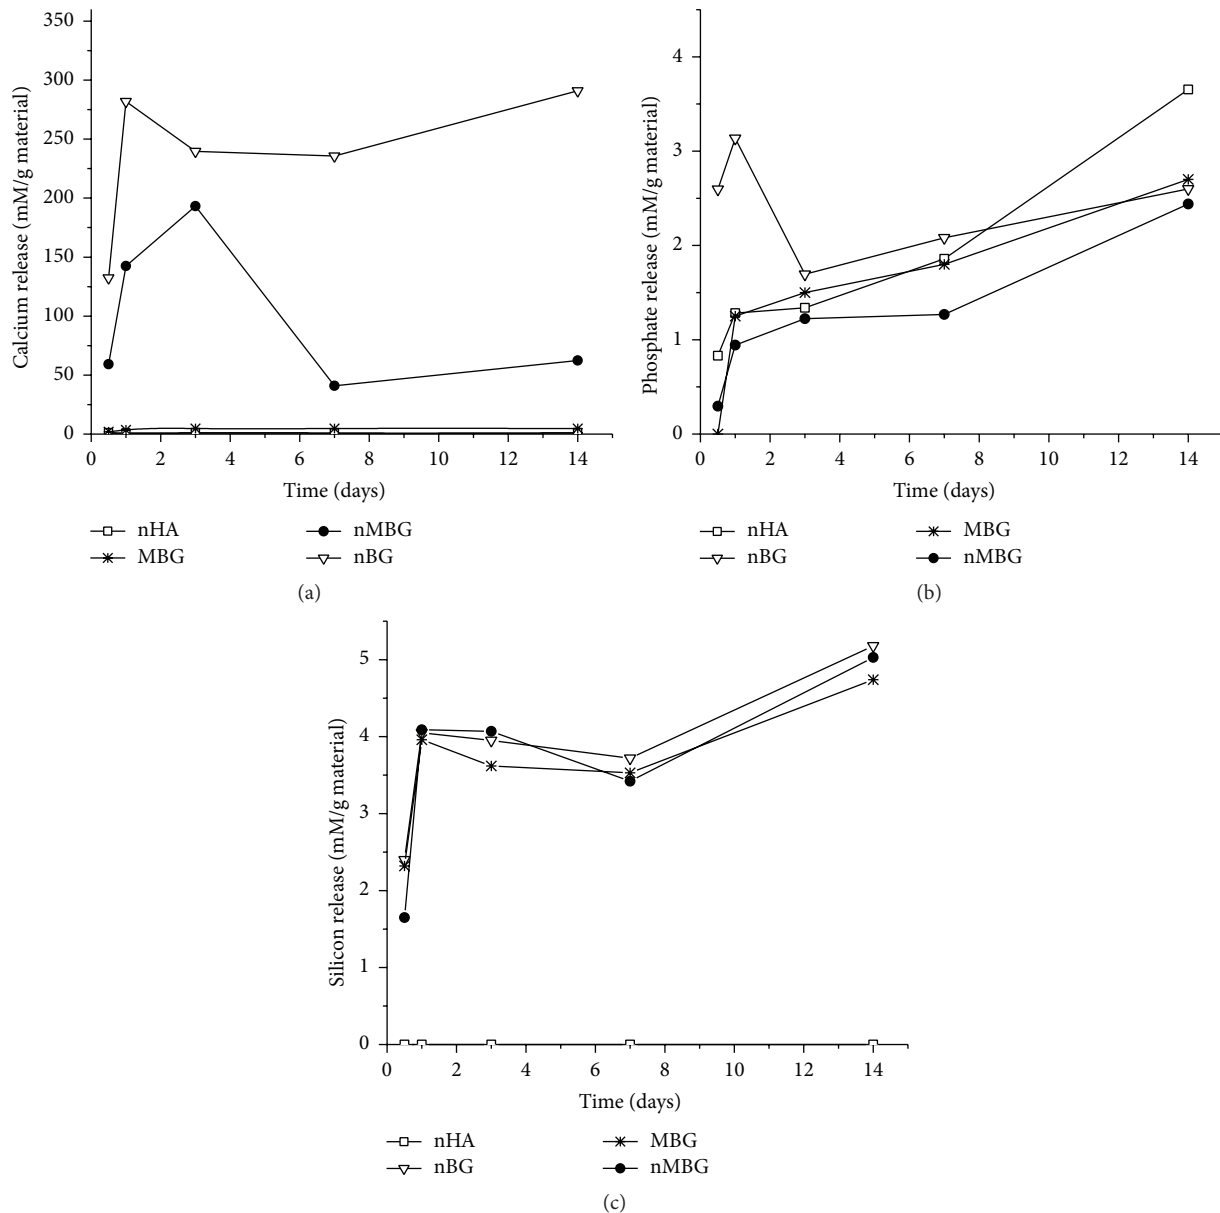 350
300
250
200
150
100
50
0
Calcium release (mM/g material)
0 2 4 6 8 10 12 14
Time (days)
nHA nMBG
MBG nBG
(a)
4
3
2
1
0
Phosphate release (mM/g material)
0 2 4 6 8 10 12 14
Time (days)
nHA MBG
nBG nMBG
(b)
5
4
3
2
1
0
Silicon release (mM/g material)
0 2 4 6 8 10 12 14
Time (days)
nHA MBG
nBG nMBG
(c)